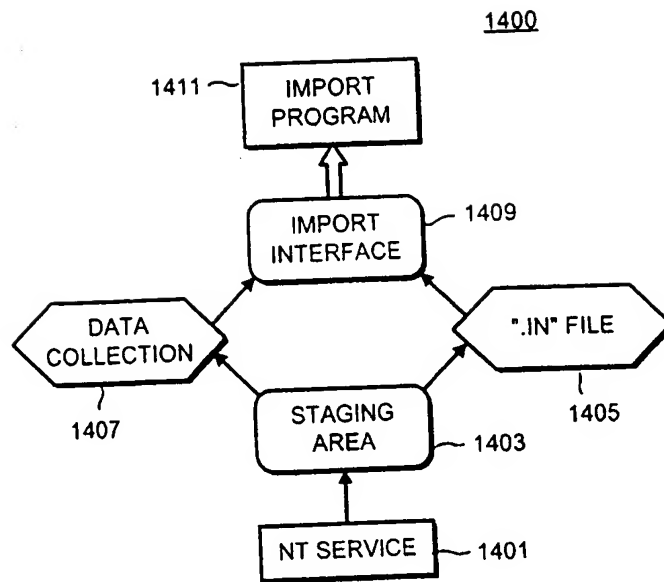 1400
1411
IMPORT
PROGRAM
IMPORT
INTERFACE
1409
DATA
COLLECTION
1407
".IN" FILE
1405
STAGING
AREA
1403
NT SERVICE
1401